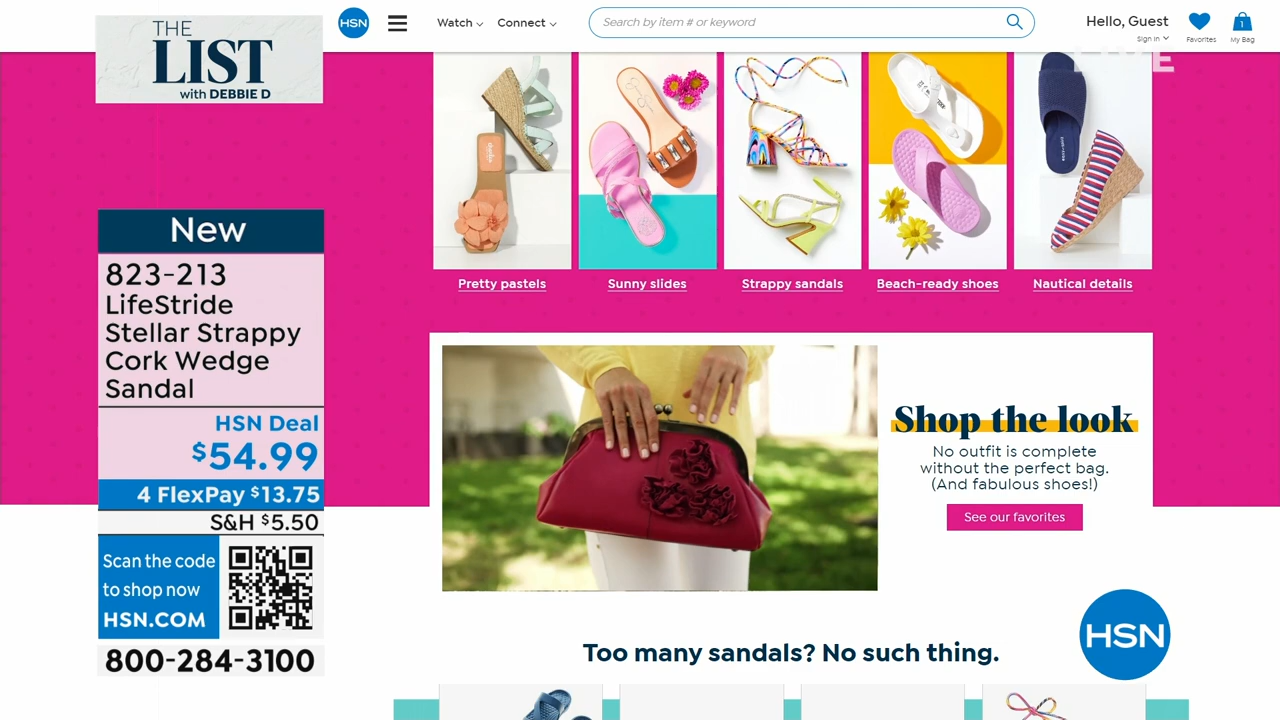 THE
LIST
with DEBBIE D
HSN
Watch
Connect
Search by item # or keyword
Hello, Guest
Sign In
Favorites
1
My Bag
LIVE
Pretty pastels
Sunny slides
Strappy sandals
Beach-ready shoes
Nautical details
New
823-213
LifeStride
Stellar Strappy
Cork Wedge
Sandal
HSN Deal
$54.99
4 FlexPay $13.75
S&H $5.50
Scan the code
to shop now
HSN.COM
800-284-3100
Shop the look
No outfit is complete
without the perfect bag.
(And fabulous shoes!)
See our favorites
HSN
Too many sandals? No such thing.